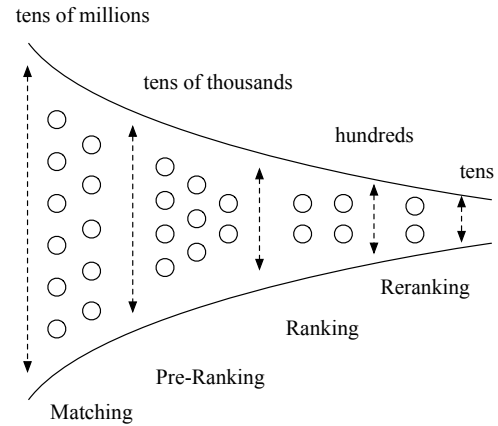 tens of millions
tens of thousands
hundreds
tens
Reranking
Ranking
Pre-Ranking
Matching